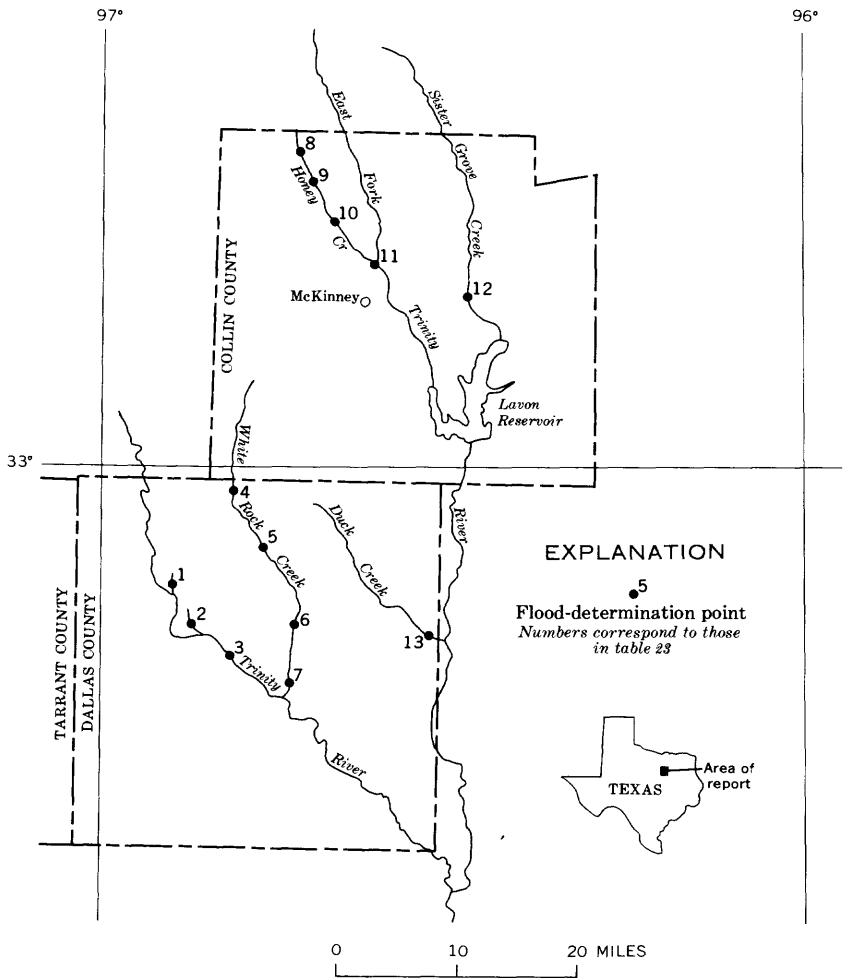 97°
96°
East Fork
Sister Grove Creek
8
9
Honey Cr
10
11
12
McKinney
Trinity
COLLIN COUNTY
Lavon
Reservoir
33°
White Rock Creek
4
Duck Creek
River
5
EXPLANATION
5
Flood-determination point
Numbers correspond to those
in table 23
1
2
6
3
13
Trinity
7
TARRANT COUNTY
DALLAS COUNTY
River
Area of
report
TEXAS
0 10 20 MILES